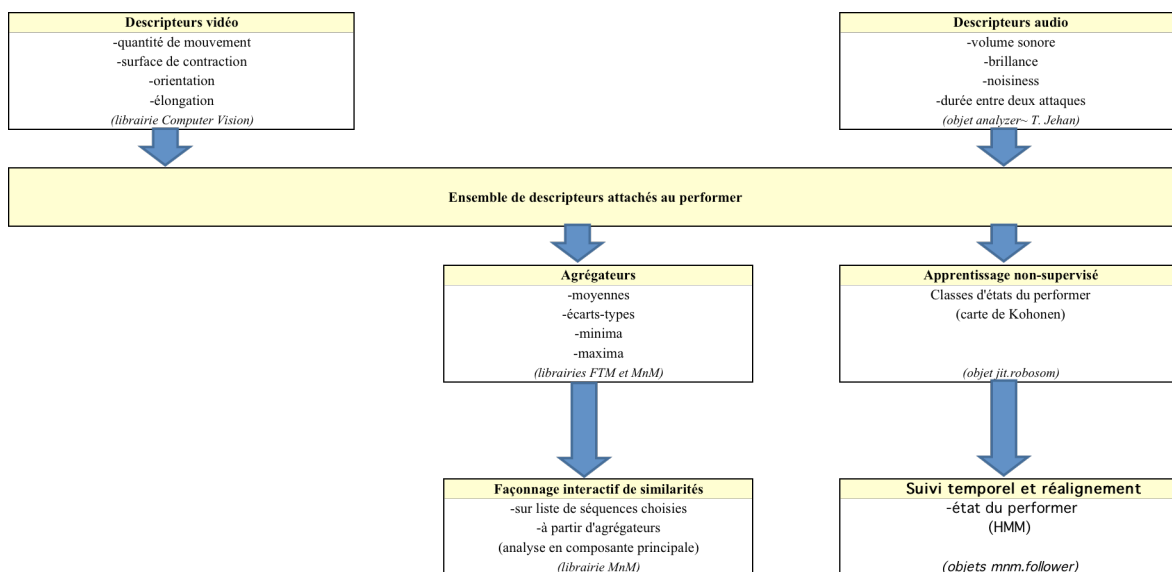 Descripteurs vidéo
-quantité de mouvement
-surface de contraction
-orientation
-élongation
(librairie Computer Vision)
Descripteurs audio
-volume sonore
-brillance
-noisiness
-durée entre deux attaques
(objet analyzer~ T. Jehan)
Ensemble de descripteurs attachés au performer
Agrégateurs
-moyennes
-écarts-types
-minima
-maxima
(librairies FTM et MnM)
Apprentissage non-supervisé
Classes d'états du performer
(carte de Kohonen)
(objet jit.robosom)
Façonnage interactif de similarités
-sur liste de séquences choisies
-à partir d'agrégateurs
(analyse en composante principale)
(librairie MnM)
Suivi temporel et réalignement
-état du performer
(HMM)
(objets mnm.follower)